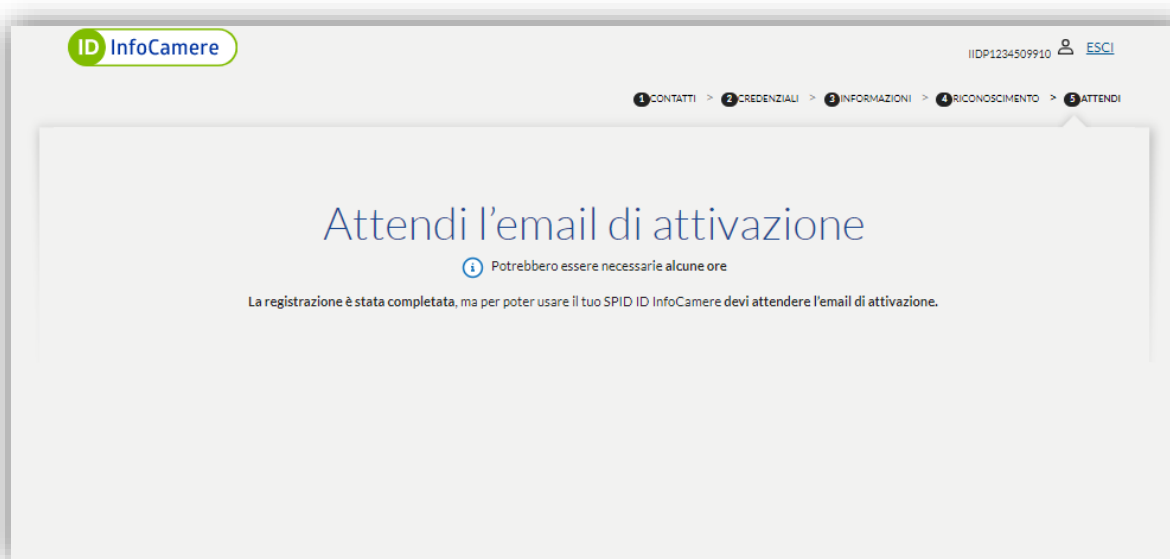 ID InfoCamere
IIDP1234509910 ESCI
1 CONTATTI > 2 CREDENZIALI > 3 INFORMAZIONI > 4 RICONOSCIMENTO > 5 ATTENDI
Attendi l’email di attivazione
i Potrebbero essere necessarie alcune ore
La registrazione è stata completata, ma per poter usare il tuo SPID ID InfoCamere devi attendere l’email di attivazione.